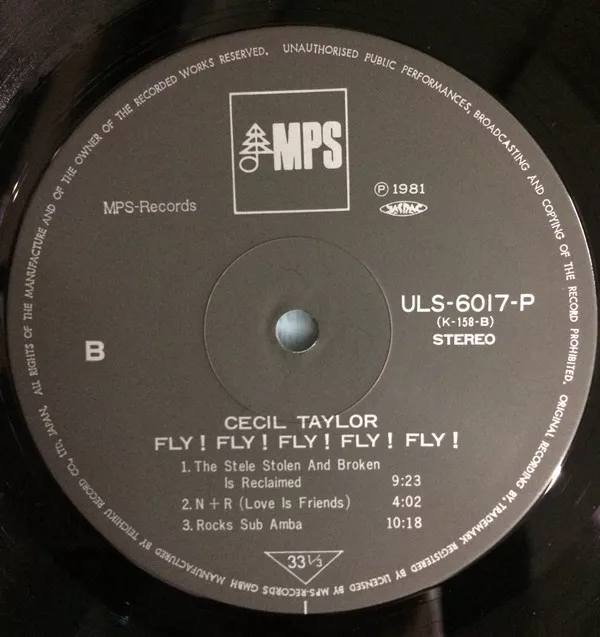 ALL RIGHTS OF THE MANUFACTURE AND OF THE OWNER OF THE RECORDED WORKS RESERVED. UNAUTHORISED PUBLIC PERFORMANCES, BROADCASTING AND COPYING OF THE RECORD PROHIBITED. ORIGINAL RECORDING BY, TRADEMARK REGISTERED BY, LICENSED BY MPS-RECORDS GMBH MANUFACTURED BY TEICHIKU RECORD CO., LTD. JAPAN.
MPS
MPS-Records
Ⓟ 1981
JASRAC
ULS-6017-P
(K-158-B)
STEREO
B
CECIL TAYLOR
FLY! FLY! FLY! FLY! FLY!
1. The Stele Stolen And Broken
Is Reclaimed 9:23
2. N + R (Love Is Friends) 4:02
3. Rocks Sub Amba 10:18
33 1/3